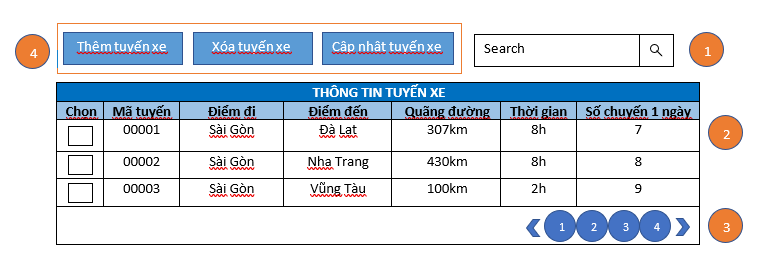 4 Thêm tuyến xe Xóa tuyến xe Câp nhât tuyến xe Search 1
THÔNG TIN TUYẾN XE
Chọn Mã tuyến Điểm đi Điểm đến Quãng đường Thời gian Số chuyến 1 ngày
00001 Sài Gòn Đà Lạt 307km 8h 7 2
00002 Sài Gòn Nha Trang 430km 8h 8
00003 Sài Gòn Vũng Tàu 100km 2h 9
1 2 3 4 3